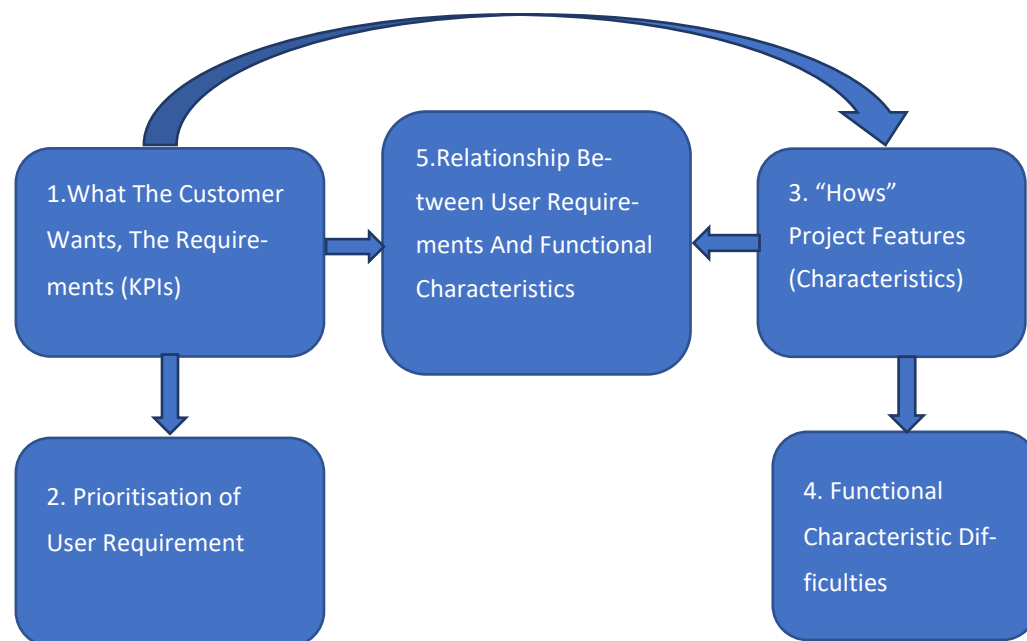 1.What The Customer
Wants, The Require-
ments (KPIs)
5.Relationship Be-
tween User Require-
ments And Functional
Characteristics
3. “Hows”
Project Features
(Characteristics)
2. Prioritisation of
User Requirement
4. Functional
Characteristic Dif-
ficulties